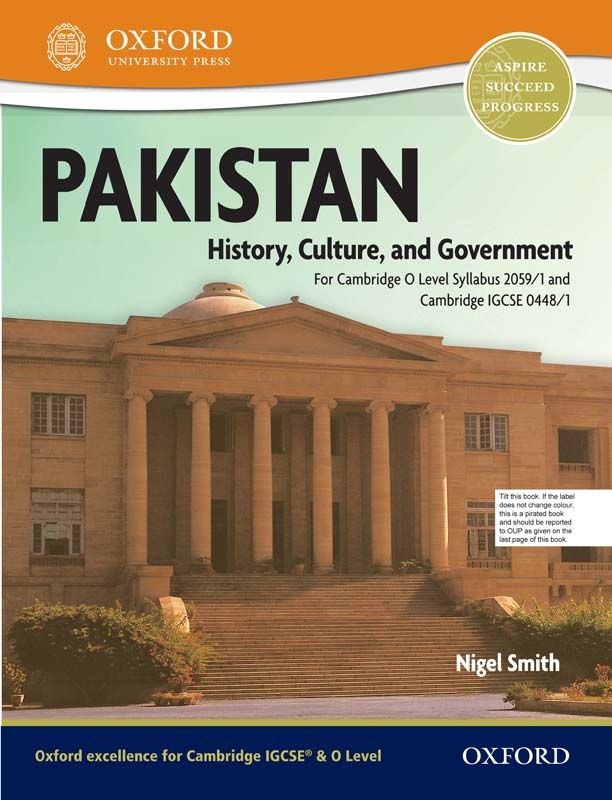 OXFORD
UNIVERSITY PRESS
ASPIRE
SUCCEED
PROGRESS
PAKISTAN
History, Culture, and Government
For Cambridge O Level Syllabus 2059/1 and
Cambridge IGCSE 0448/1
Tilt this book. If the label
does not change colour,
this is a pirated book
and should be reported
to OUP as given on the
last page of this book.
Nigel Smith
Oxford excellence for Cambridge IGCSE® & O Level
OXFORD